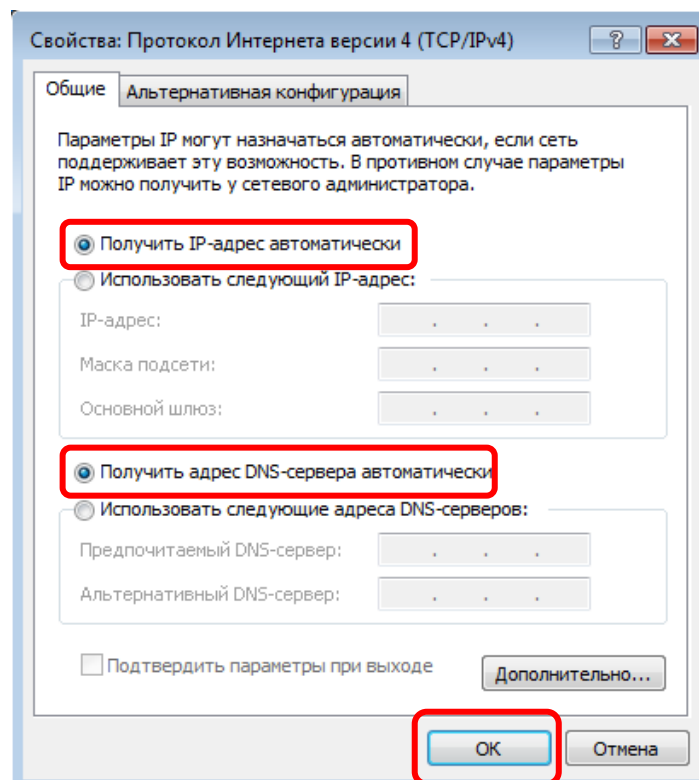 Свойства: Протокол Интернета версии 4 (TCP/IPv4)
Общие
Альтернативная конфигурация
Параметры IP могут назначаться автоматически, если сеть
поддерживает эту возможность. В противном случае параметры
IP можно получить у сетевого администратора.
Получить IP-адрес автоматически
Использовать следующий IP-адрес:
IP-адрес:
Маска подсети:
Основной шлюз:
Получить адрес DNS-сервера автоматически
Использовать следующие адреса DNS-серверов:
Предпочитаемый DNS-сервер:
Альтернативный DNS-сервер:
Подтвердить параметры при выходе
Дополнительно...
ОК
Отмена